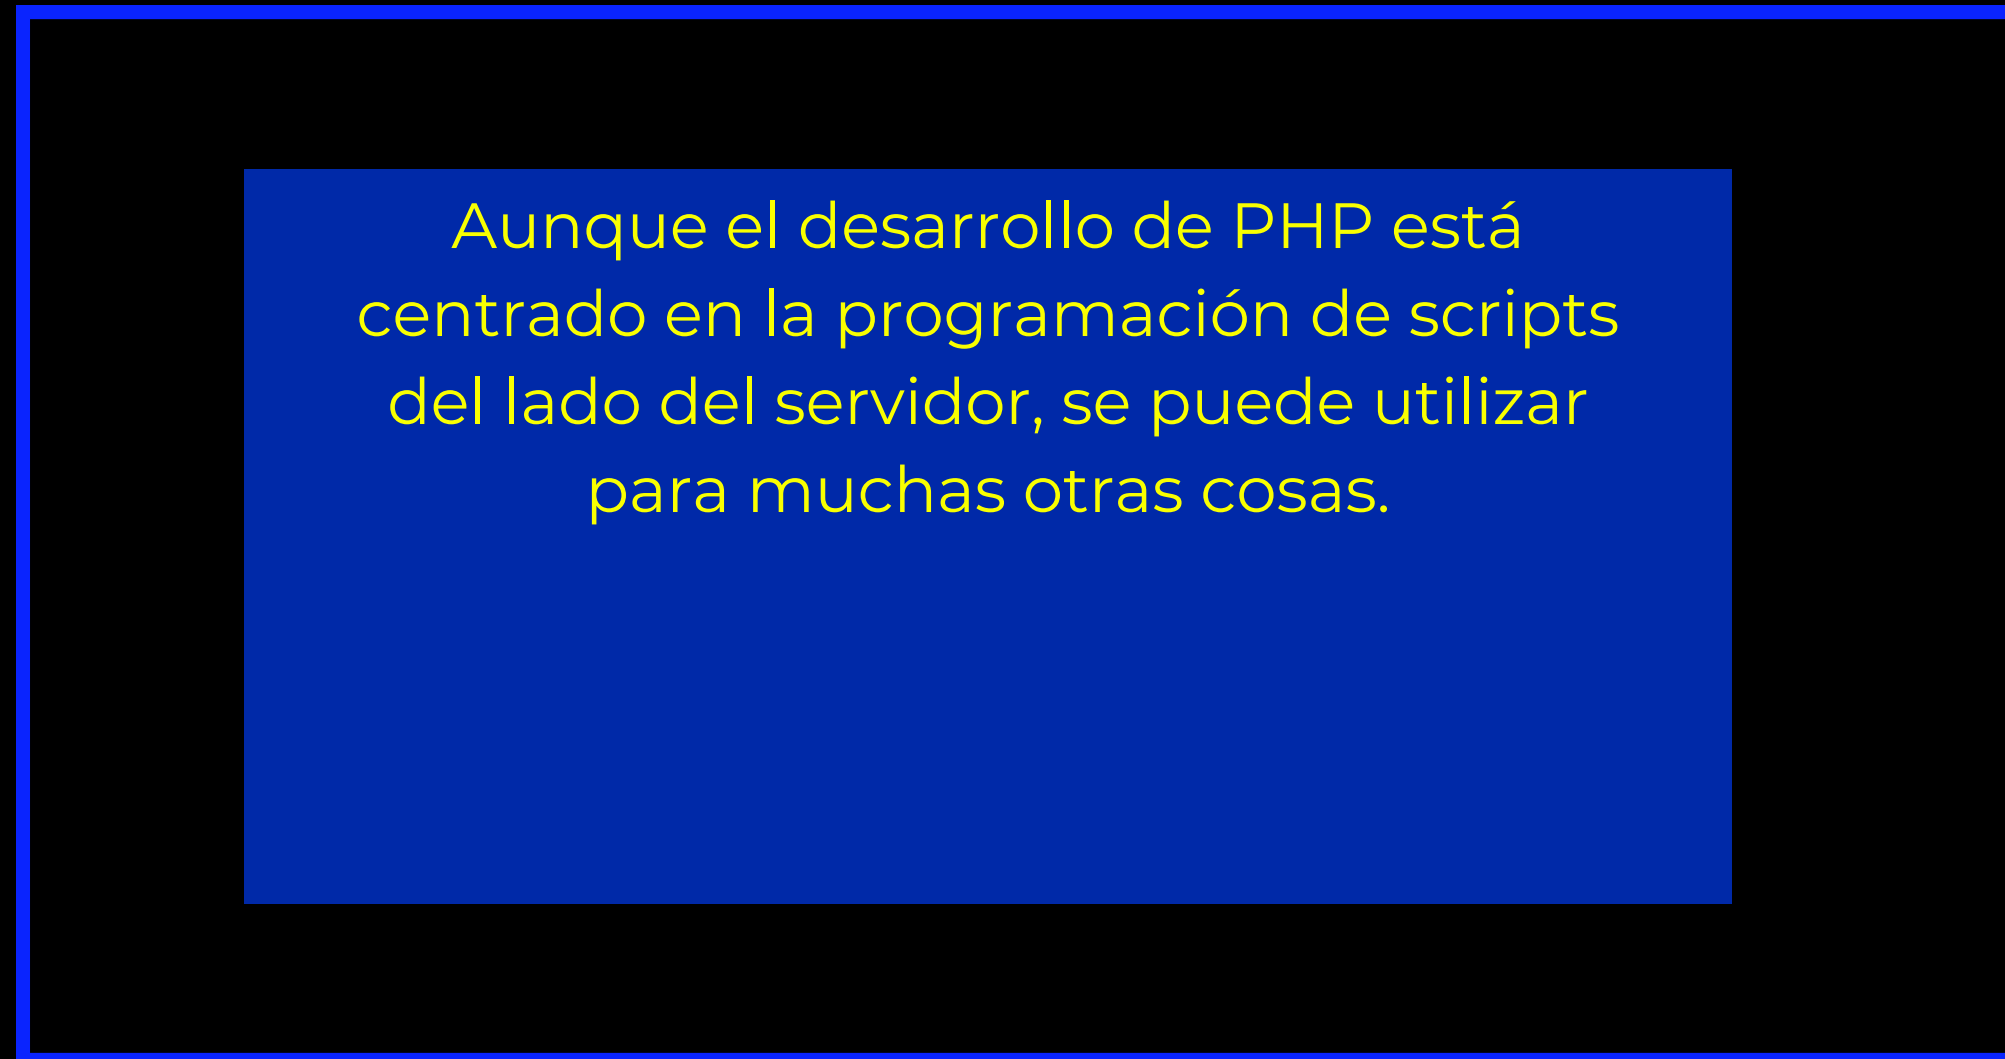 Aunque el desarrollo de PHP está
centrado en la programación de scripts
del lado del servidor, se puede utilizar
para muchas otras cosas.